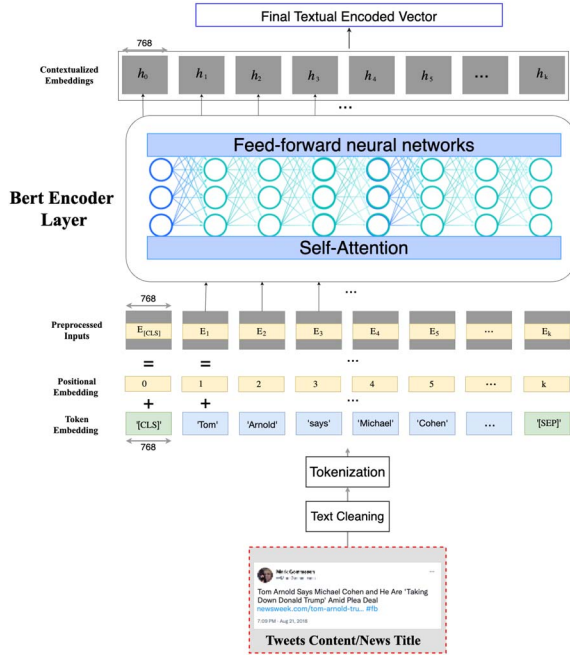 Final Textual Encoded Vector
768
Contextualized
Embeddings
h0 h1 h2 h3 h4 h5 ... hk
...
Feed-forward neural networks
Bert Encoder
Layer
Self-Attention
...
768
Preprocessed
Inputs
E[CLS] E1 E2 E3 E4 E5 ... Ek
= = ...
Positional
Embedding
0 1 2 3 4 5 ... k
+ + ...
Token
Embedding
'[CLS]' 'Tom' 'Arnold' 'says' 'Michael' 'Cohen' ... '[SEP]'
768
Tokenization
Text Cleaning
Tom Arnold Says Michael Cohen and He Are 'Taking
Down Donald Trump' Amid Plea Deal
newsweek.com/tom-arnold-tru... #fb
7:09 PM · Aug 21, 2018
Tweets Content/News Title